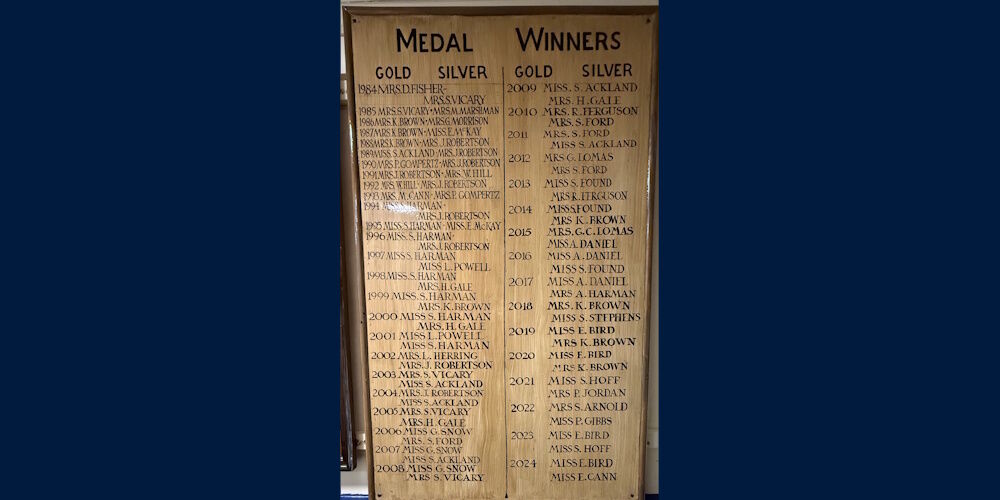 MEDAL WINNERS
GOLD SILVER
1984 MRS.D.FISHER-
MRS.S.VICARY
1985 MRS.S.VICARY-MRS.M.MARSHMAN
1986 MRS.K.BROWN-MRS.G.MORRISON
1987 MRS.K.BROWN-MISS.E.MCKAY
1988 MRS.K.BROWN-MRS.J.ROBERTSON
1989 MISS.S.ACKLAND-MRS.J.ROBERTSON
1990 MRS.P.GOMPERTZ-MRS.J.ROBERTSON
1991 MRS.J.ROBERTSON-MRS.W.HILL
1992 MRS.W.HILL-MRS.J.ROBERTSON
1993 MRS.M.CANN-MRS.P.GOMPERTZ
1994 MISS.S.HARMAN-
MRS.J.ROBERTSON
1995 MISS.S.HARMAN-MISS.E.MCKAY
1996 MISS.S.HARMAN-
MRS.J.ROBERTSON
1997 MISS.S.HARMAN
MISS L.POWELL
1998 MISS.S.HARMAN
MRS.H.GALE
1999 MISS.S.HARMAN
MRS.K.BROWN
2000 MISS S.HARMAN
MRS.H.GALE
2001 MISS L.POWELL
MISS S.HARMAN
2002 MRS.L.HERRING
MRS.J.ROBERTSON
2003 MRS.S.VICARY
MISS S.ACKLAND
2004 MRS.J.ROBERTSON
MISS S.ACKLAND
2005 MRS.S.VICARY
MRS.H.GALE
2006 MISS G.SNOW
MRS.S.FORD
2007 MISS G.SNOW
MISS S.ACKLAND
2008 MISS G.SNOW
MRS S.VICARY
GOLD SILVER
2009 MISS.S.ACKLAND
MRS.H.GALE
2010 MRS.R.FERGUSON
MRS.S.FORD
2011 MRS.S.FORD
MISS S.ACKLAND
2012 MRS G.LOMAS
MRS S.FORD
2013 MISS S.FOUND
MRS R.FERGUSON
2014 MISS S.FOUND
MRS K.BROWN
2015 MRS.G.C.LOMAS
MISS A.DANIEL
2016 MISS A.DANIEL
MISS S.FOUND
2017 MISS A.DANIEL
MRS A.HARMAN
2018 MRS.K.BROWN
MISS S.STEPHENS
2019 MISS E.BIRD
MRS K.BROWN
2020 MISS E.BIRD
MRS K.BROWN
2021 MISS S.HOFF
MRS P.JORDAN
2022 MRS S.ARNOLD
MISS P.GIBBS
2023 MISS E.BIRD
MISS S.HOFF
2024 MISS E.BIRD
MISS E.CANN